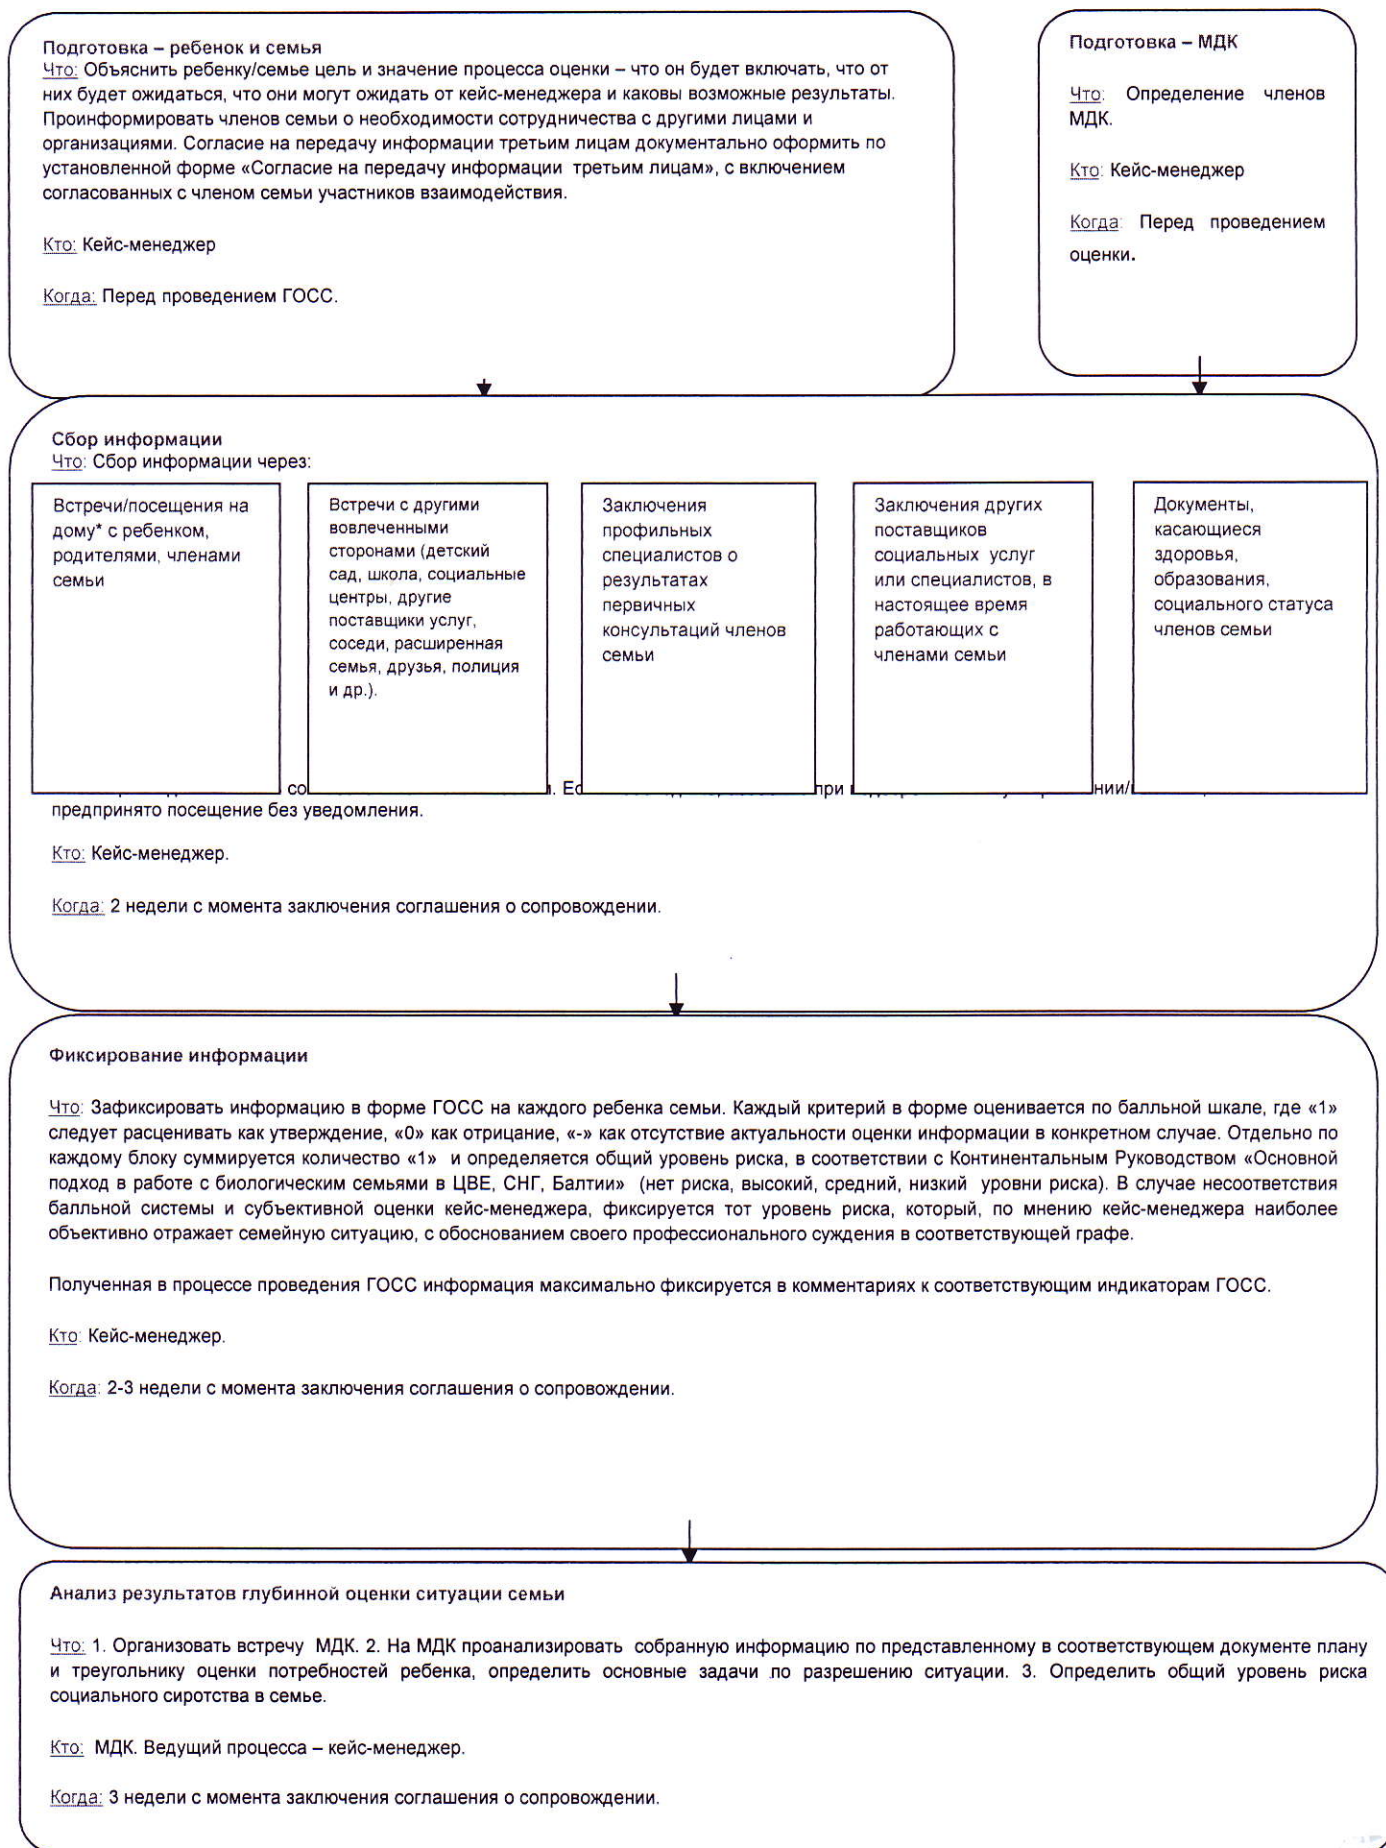 Подготовка – ребенок и семья
Что: Объяснить ребенку/семье цель и значение процесса оценки – что он будет включать, что от
них будет ожидаться, что они могут ожидать от кейс-менеджера и каковы возможные результаты.
Проинформировать членов семьи о необходимости сотрудничества с другими лицами и
организациями. Согласие на передачу информации третьим лицам документально оформить по
установленной форме «Согласие на передачу информации третьим лицам», с включением
согласованных с членом семьи участников взаимодействия.
Кто: Кейс-менеджер
Когда: Перед проведением ГОСС.
Подготовка – МДК
Что: Определение членов
МДК.
Кто: Кейс-менеджер
Когда: Перед проведением
оценки.
Сбор информации
Что: Сбор информации через:
Встречи/посещения на
дому* с ребенком,
родителями, членами
семьи
Встречи с другими
вовлеченными
сторонами (детский
сад, школа, социальные
центры, другие
поставщики услуг,
соседи, расширенная
семья, друзья, полиция
и др.).
Заключения
профильных
специалистов о
результатах
первичных
консультаций членов
семьи
Заключения других
поставщиков
социальных услуг
или специалистов, в
настоящее время
работающих с
членами семьи
Документы,
касающиеся
здоровья,
образования,
социального статуса
членов семьи
предпринято посещение без уведомления.
Кто: Кейс-менеджер.
Когда: 2 недели с момента заключения соглашения о сопровождении.
Фиксирование информации
Что: Зафиксировать информацию в форме ГОСС на каждого ребенка семьи. Каждый критерий в форме оценивается по балльной шкале, где «1»
следует расценивать как утверждение, «0» как отрицание, «-» как отсутствие актуальности оценки информации в конкретном случае. Отдельно по
каждому блоку суммируется количество «1» и определяется общий уровень риска, в соответствии с Континентальным Руководством «Основной
подход в работе с биологическим семьями в ЦВЕ, СНГ, Балтии» (нет риска, высокий, средний, низкий уровни риска). В случае несоответствия
балльной системы и субъективной оценки кейс-менеджера, фиксируется тот уровень риска, который, по мнению кейс-менеджера наиболее
объективно отражает семейную ситуацию, с обоснованием своего профессионального суждения в соответствующей графе.
Полученная в процессе проведения ГОСС информация максимально фиксируется в комментариях к соответствующим индикаторам ГОСС.
Кто: Кейс-менеджер.
Когда: 2-3 недели с момента заключения соглашения о сопровождении.
Анализ результатов глубинной оценки ситуации семьи
Что: 1. Организовать встречу МДК. 2. На МДК проанализировать собранную информацию по представленному в соответствующем документе плану
и треугольнику оценки потребностей ребенка, определить основные задачи по разрешению ситуации. 3. Определить общий уровень риска
социального сиротства в семье.
Кто: МДК. Ведущий процесса – кейс-менеджер.
Когда: 3 недели с момента заключения соглашения о сопровождении.